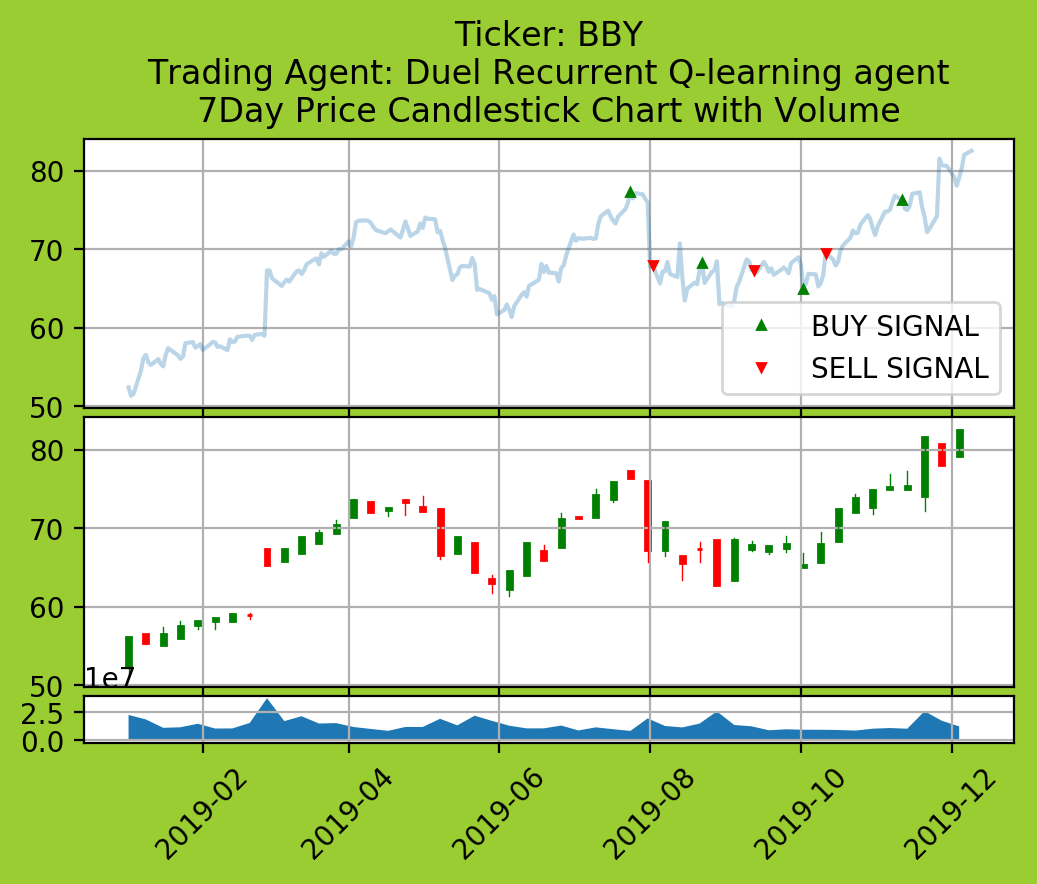 Ticker: BBY
Trading Agent: Duel Recurrent Q-learning agent
7Day Price Candlestick Chart with Volume
80
70
60
50
BUY SIGNAL
SELL SIGNAL
80
70
60
50
1e7
2.5
0.0
2019-02
2019-04
2019-06
2019-08
2019-10
2019-12